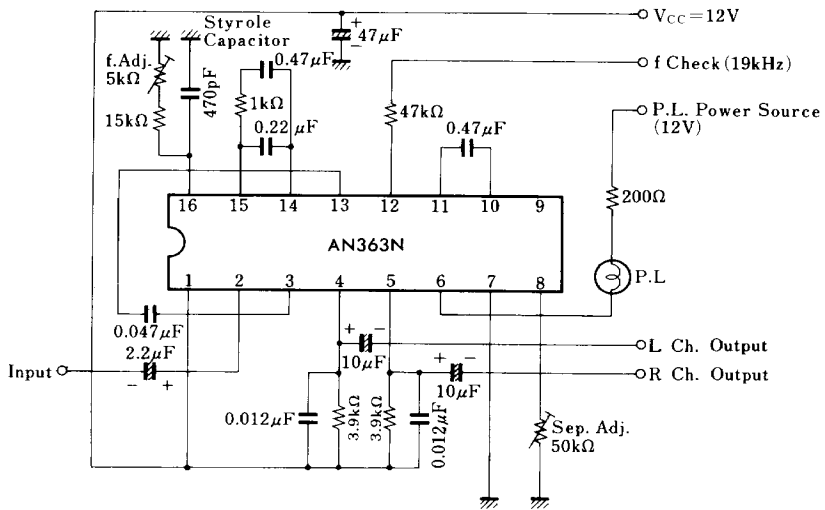 Styrole
Capacitor
+
−
47μF
VCC=12V
f.Adj.
5kΩ
470pF
0.47μF
f Check (19kHz)
1kΩ
15kΩ
0.22 μF
47kΩ
0.47μF
P.L. Power Source
(12V)
200Ω
16 15 14 13 12 11 10 9
AN363N
P.L
1 2 3 4 5 6 7 8
0.047μF
2.2μF
+ −
10μF
L Ch. Output
Input
− +
+ −
10μF
R Ch. Output
0.012μF
3.9kΩ
3.9kΩ
0.012μF
Sep. Adj.
50kΩ